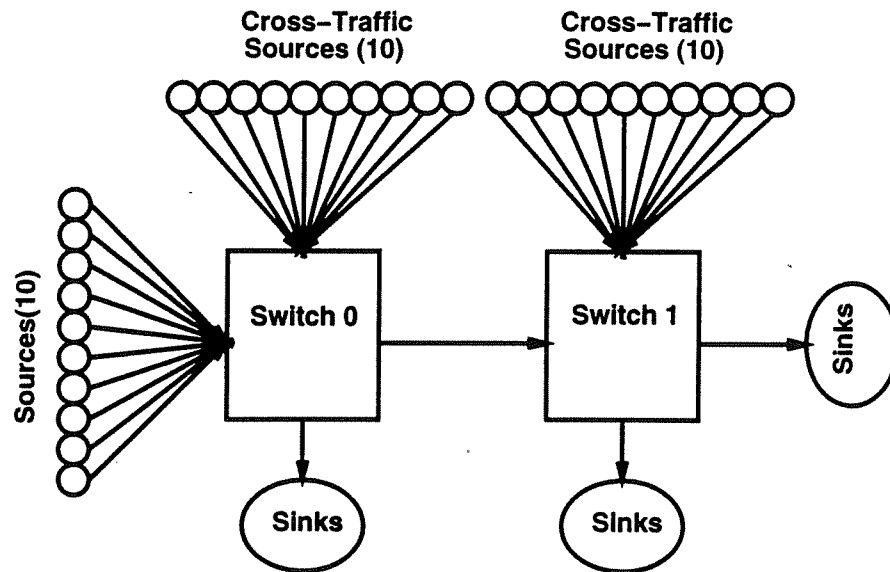 Cross-Traffic
Sources (10)
Cross-Traffic
Sources (10)
Sources(10)
Switch 0
Switch 1
Sinks
Sinks
Sinks